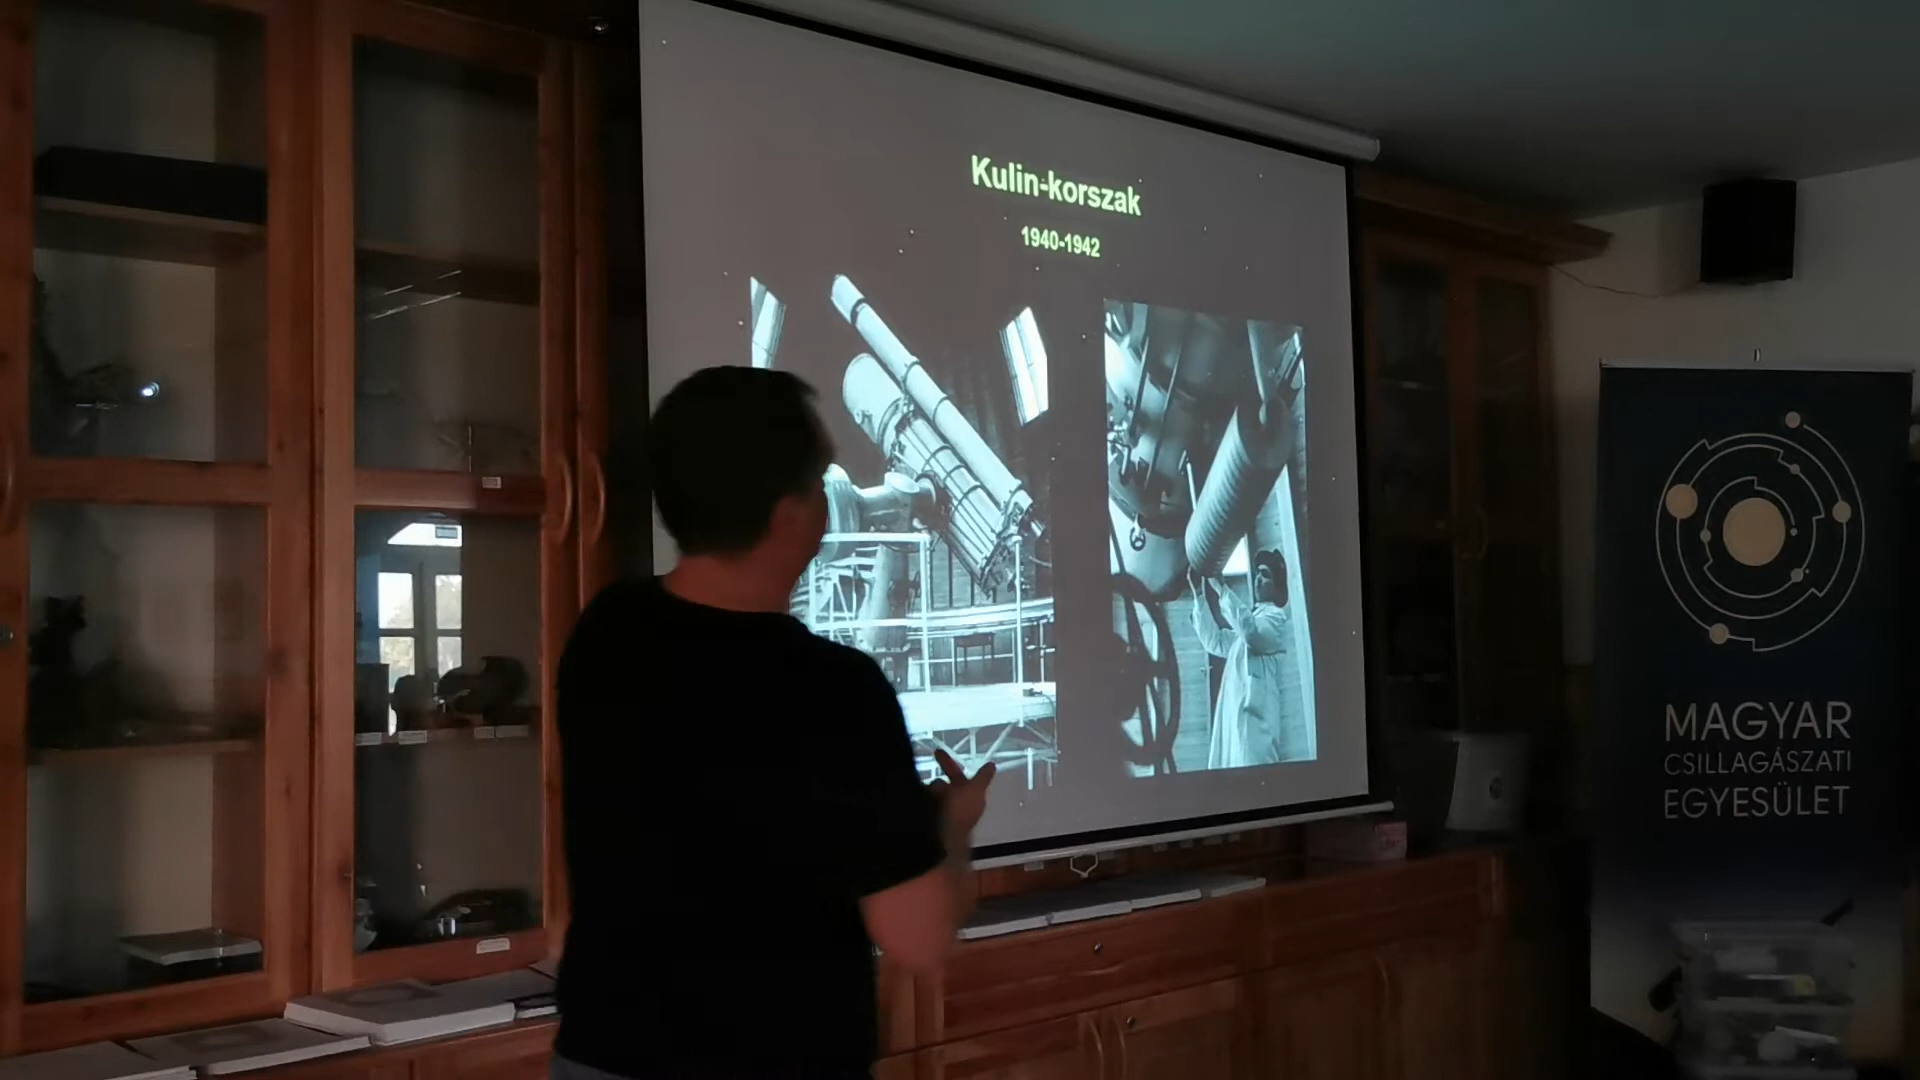 Kulin-korszak
1940-1942
MAGYAR
CSILLAGÁSZATI
EGYESÜLET